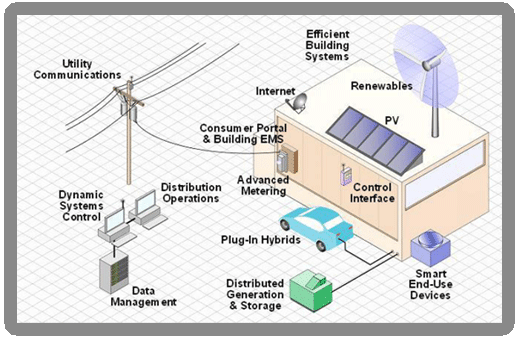 Efficient
Building
Systems
Utility
Communications
Renewables
Internet
PV
Consumer Portal
& Building EMS
Advanced
Metering
Control
Interface
Dynamic
Systems
Control
Distribution
Operations
Plug-In Hybrids
Data
Management
Distributed
Generation
& Storage
Smart
End-Use
Devices